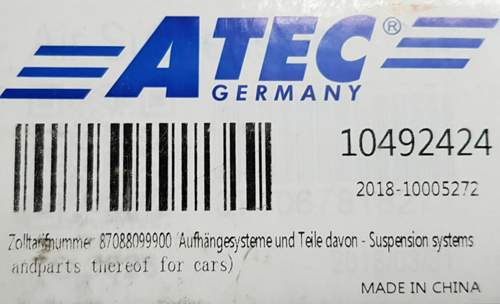 ATEC®
GERMANY
10492424
2018-10005272
Zolltarifnummer 87088099900 (Aufhängesysteme und Teile davon - Suspension systems
andparts thereof for cars)
MADE IN CHINA